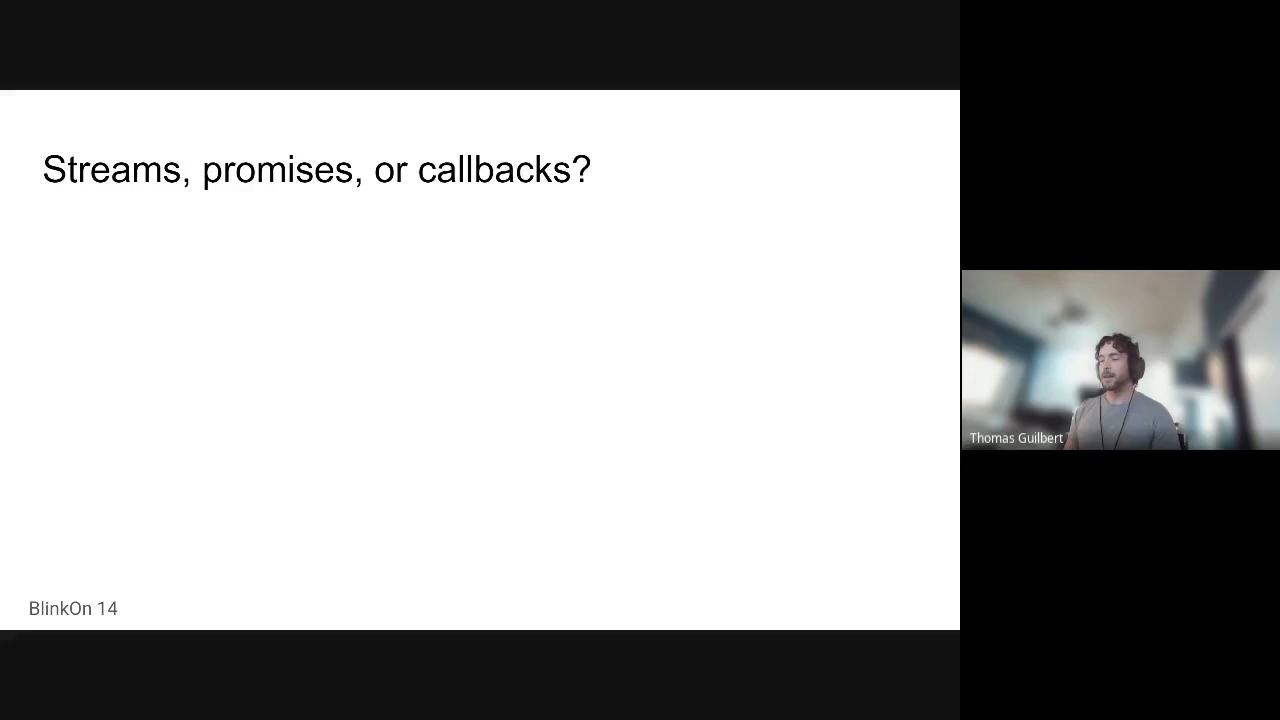 Streams, promises, or callbacks?
Thomas Guilbert
BlinkOn 14